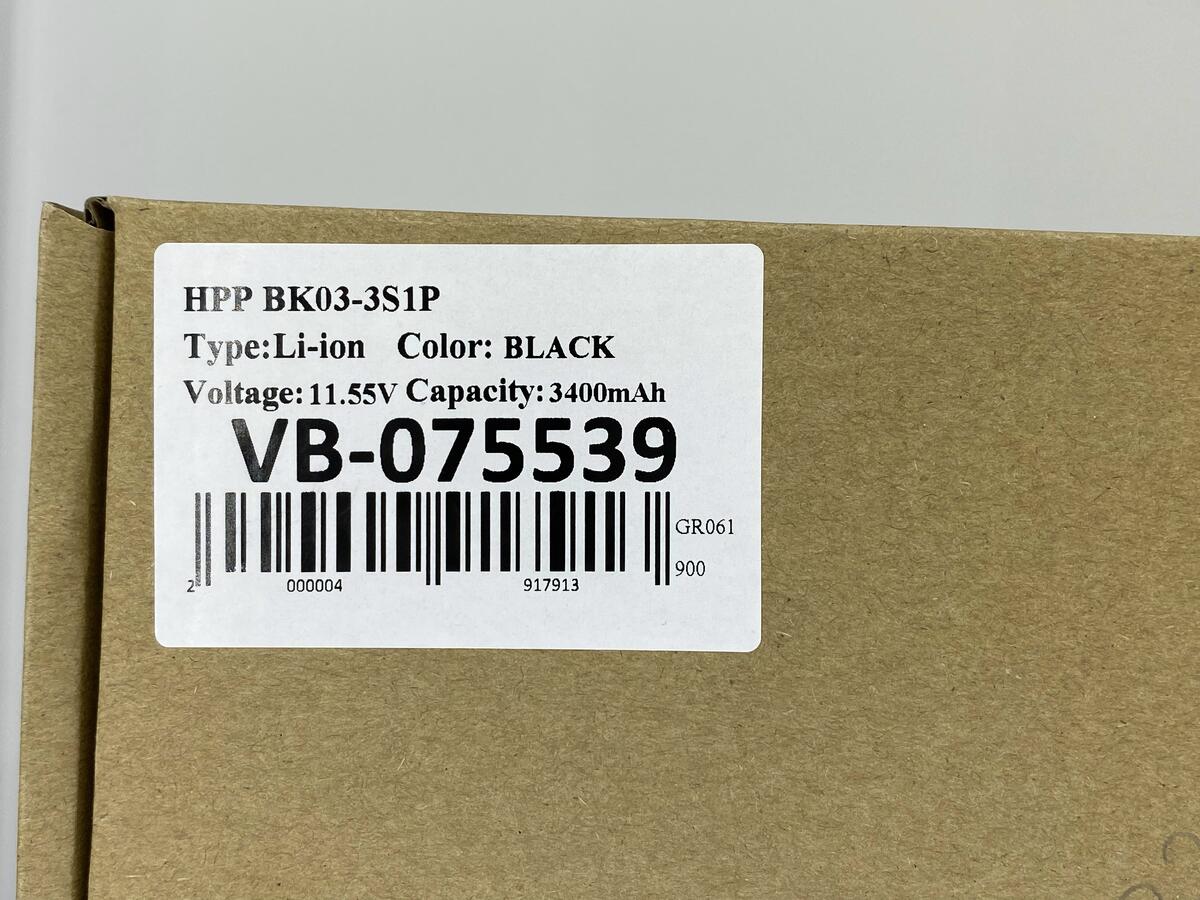 HPP BK03-3S1P
Type:Li-ion Color: BLACK
Voltage: 11.55V Capacity: 3400mAh
VB-075539
GR061
900
2 000004 917913